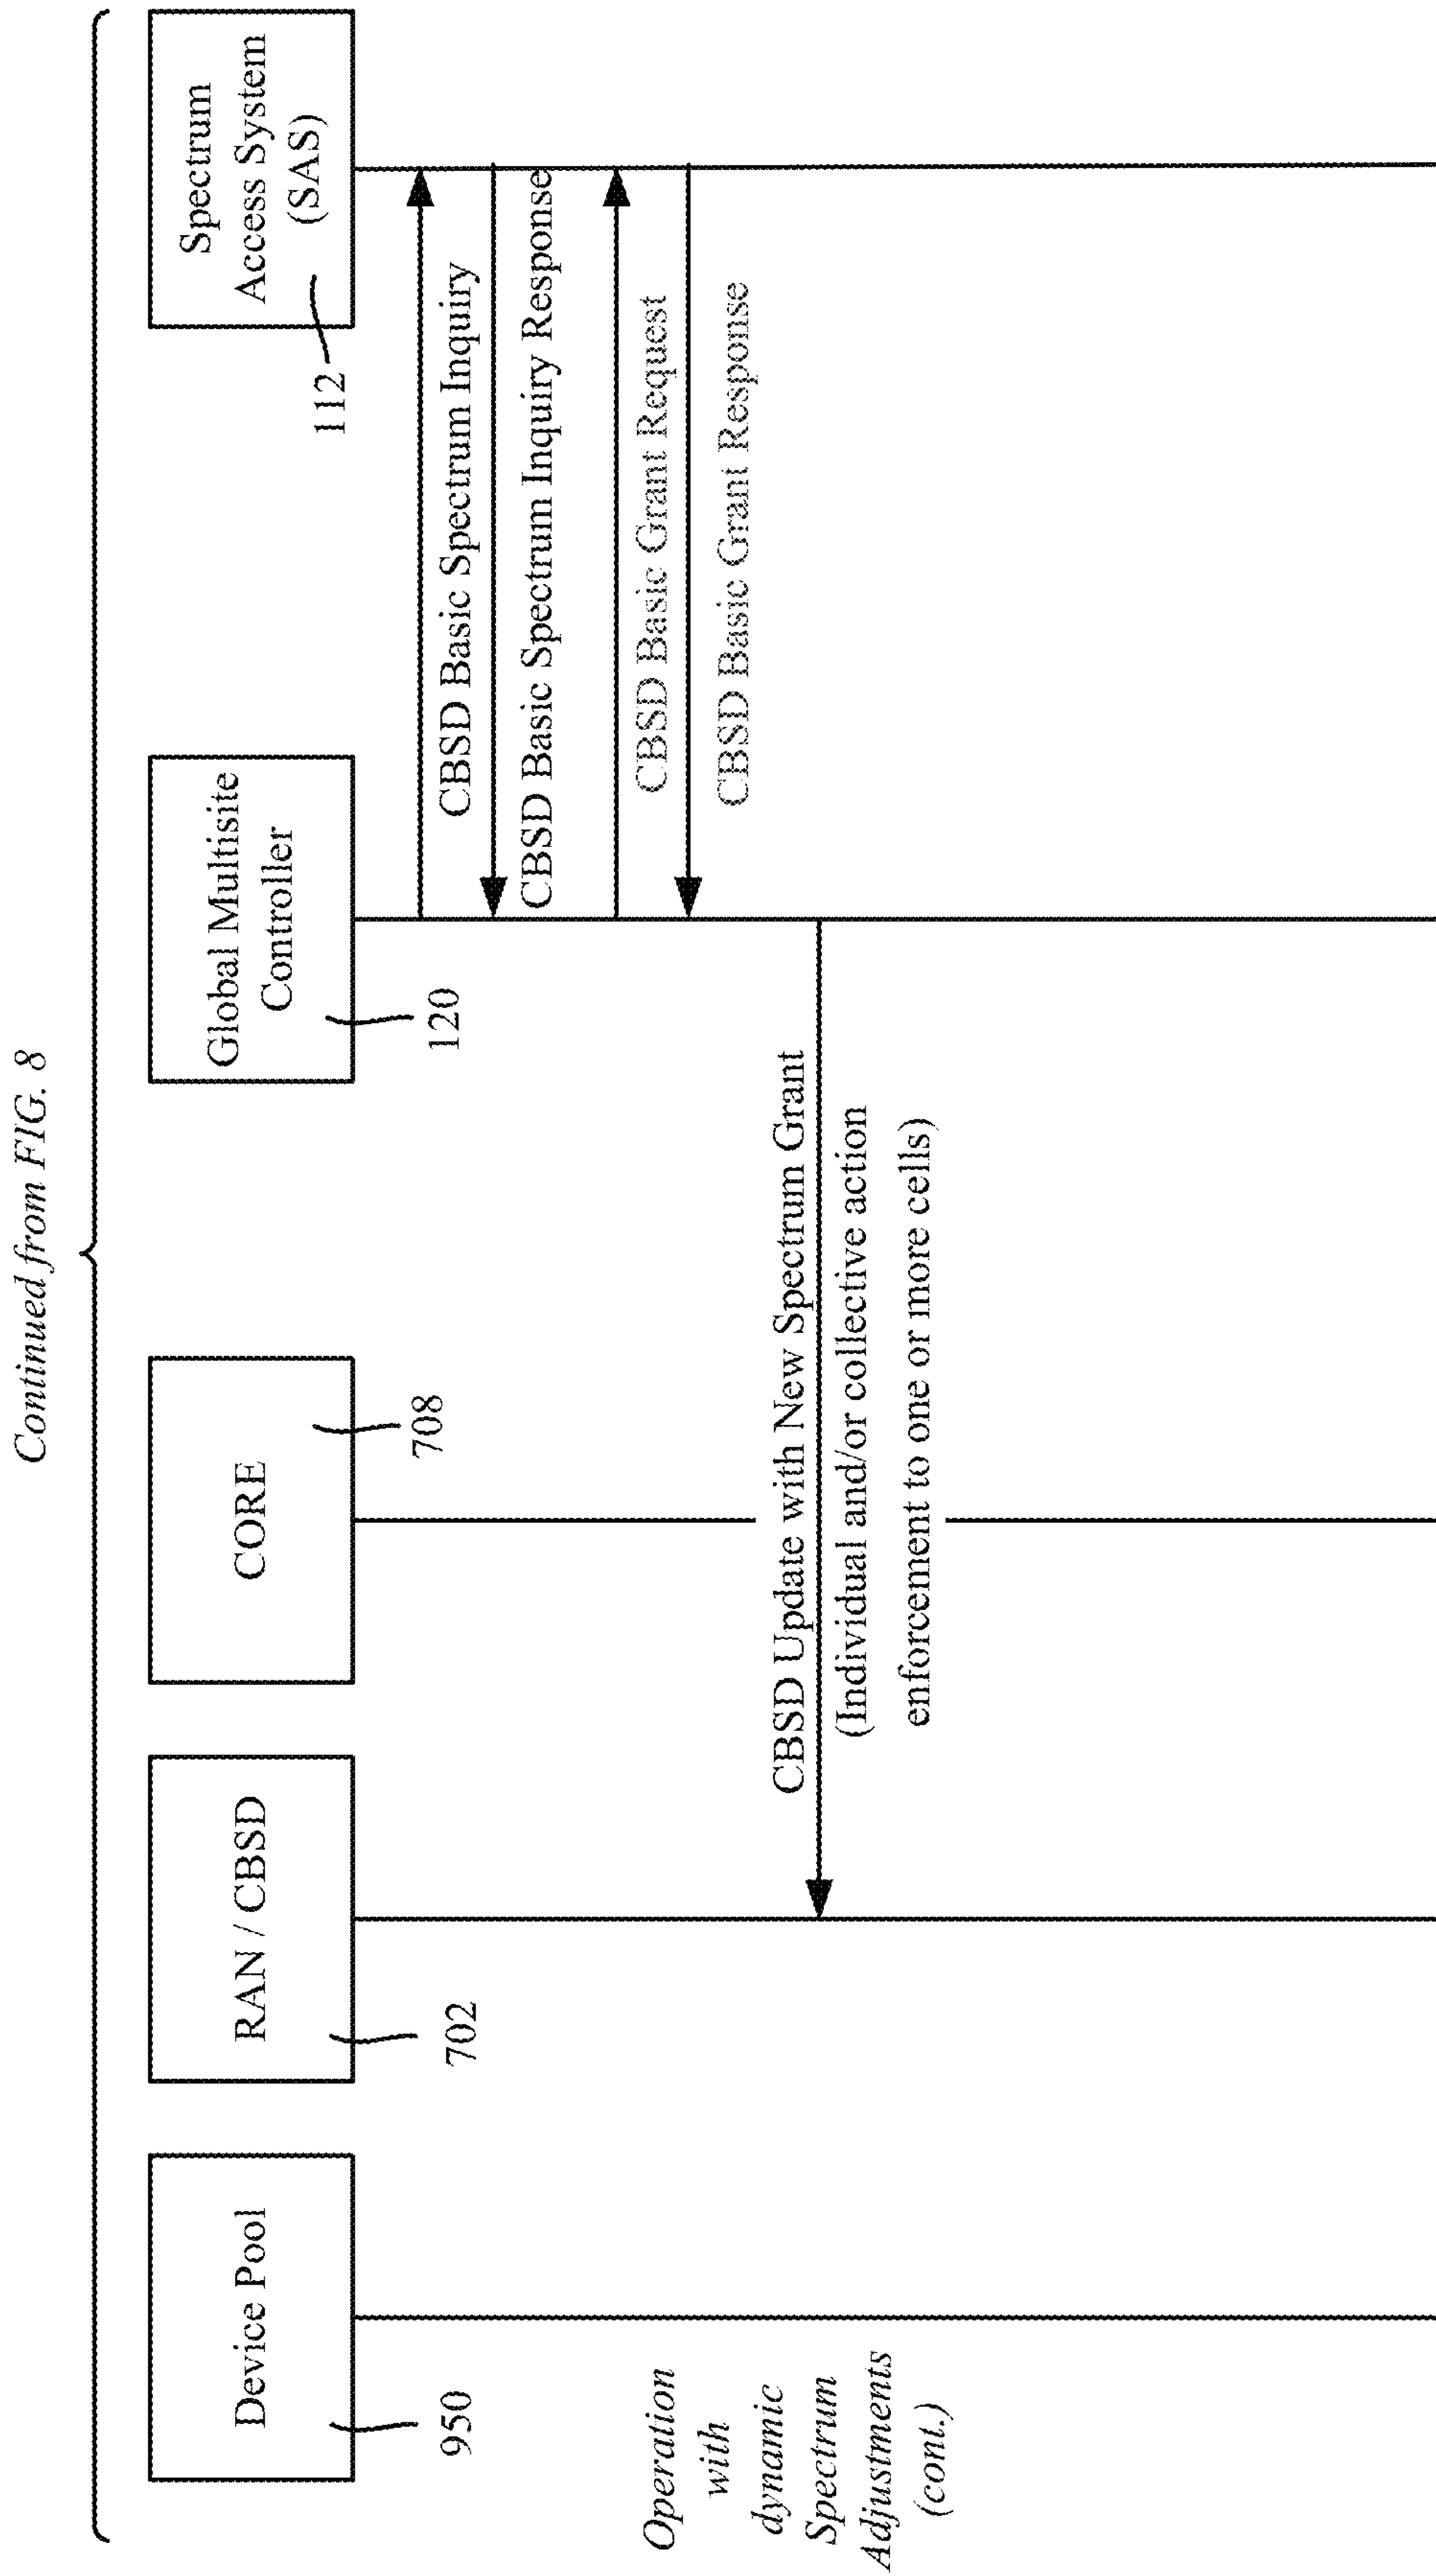 Continued from FIG. 8
Device Pool
950
RAN / CBSD
702
CORE
708
Global Multisite
Controller
120
Spectrum
Access System
(SAS)
112
CBSD Basic Spectrum Inquiry
CBSD Basic Spectrum Inquiry Response
CBSD Basic Grant Request
CBSD Basic Grant Response
Operation
with
dynamic
Spectrum
Adjustments
(cont.)
CBSD Update with New Spectrum Grant
(Individual and/or collective action
enforcement to one or more cells)